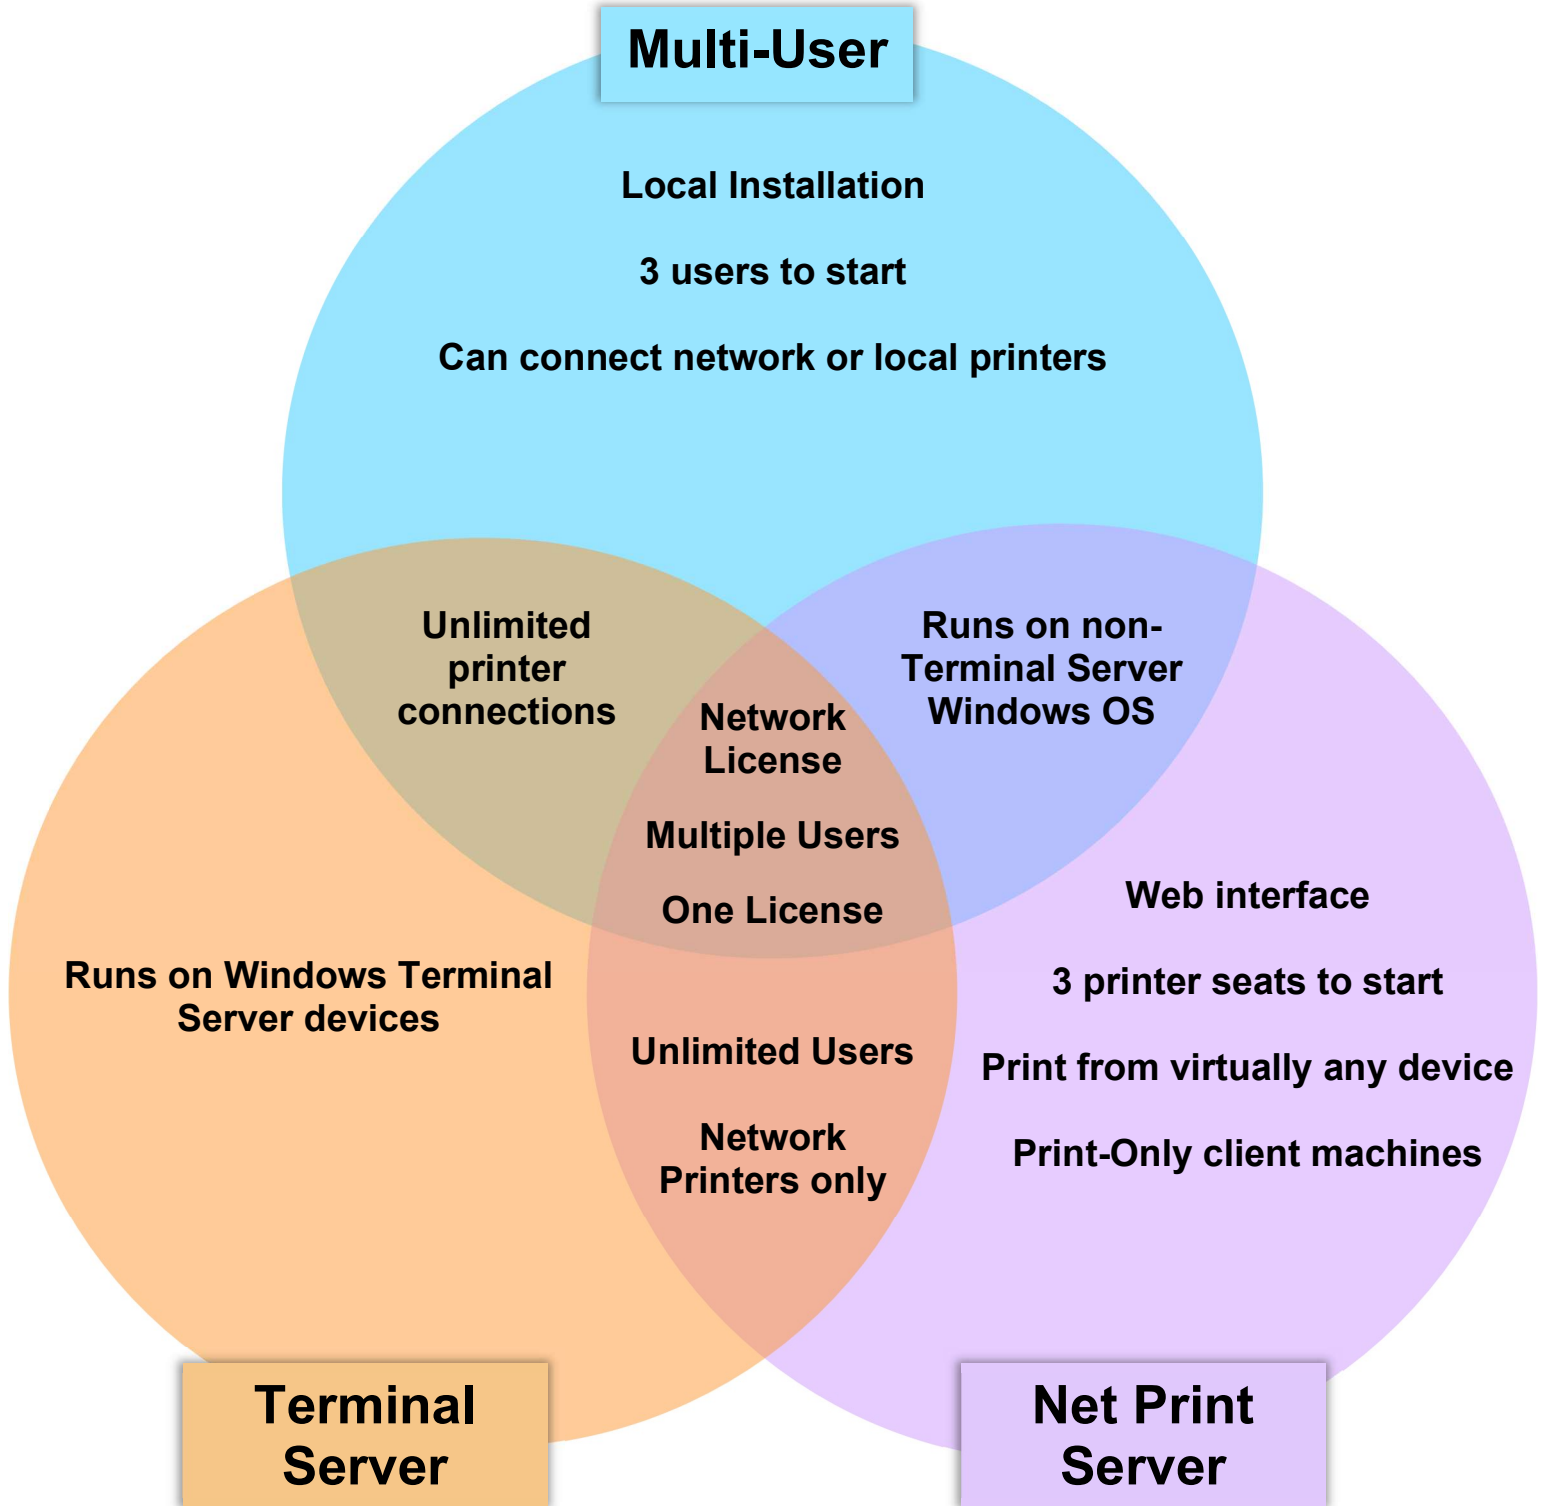 Multi-User
Local Installation
3 users to start
Can connect network or local printers
Unlimited
printer
connections
Runs on non-
Terminal Server
Windows OS
Network
License
Multiple Users
One License
Runs on Windows Terminal
Server devices
Unlimited Users
Network
Printers only
Web interface
3 printer seats to start
Print from virtually any device
Print-Only client machines
Terminal
Server
Net Print
Server